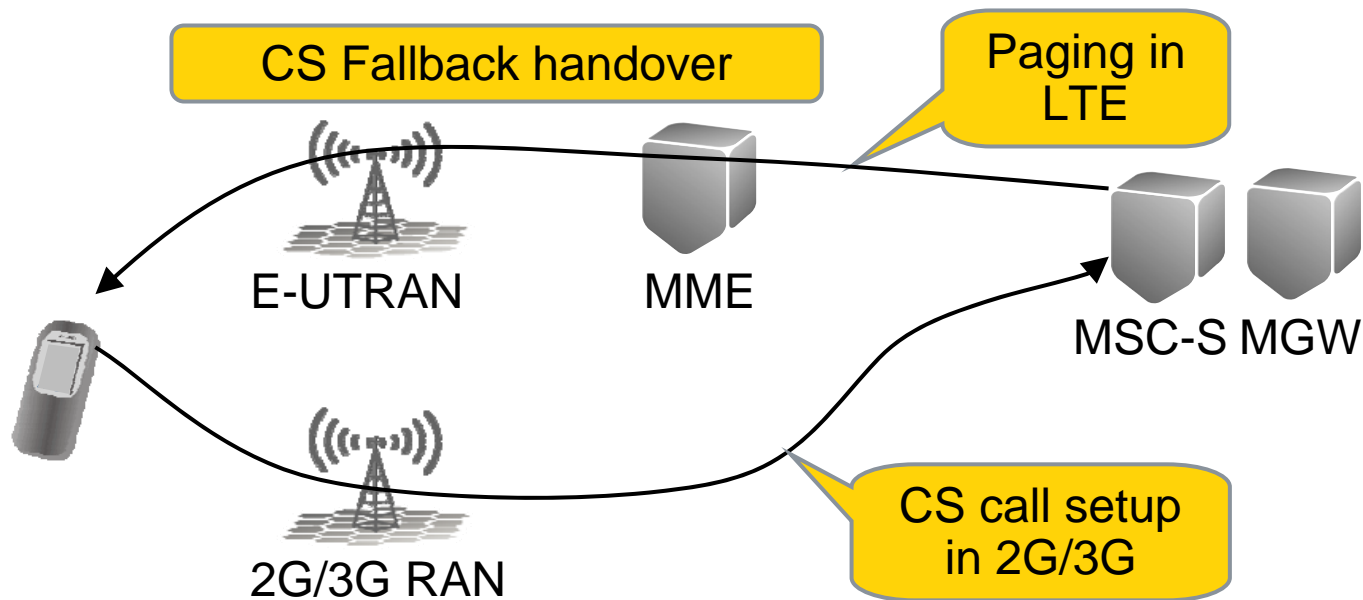 CS Fallback handover
Paging in
LTE
E-UTRAN
MME
MSC-S MGW
CS call setup
in 2G/3G
2G/3G RAN